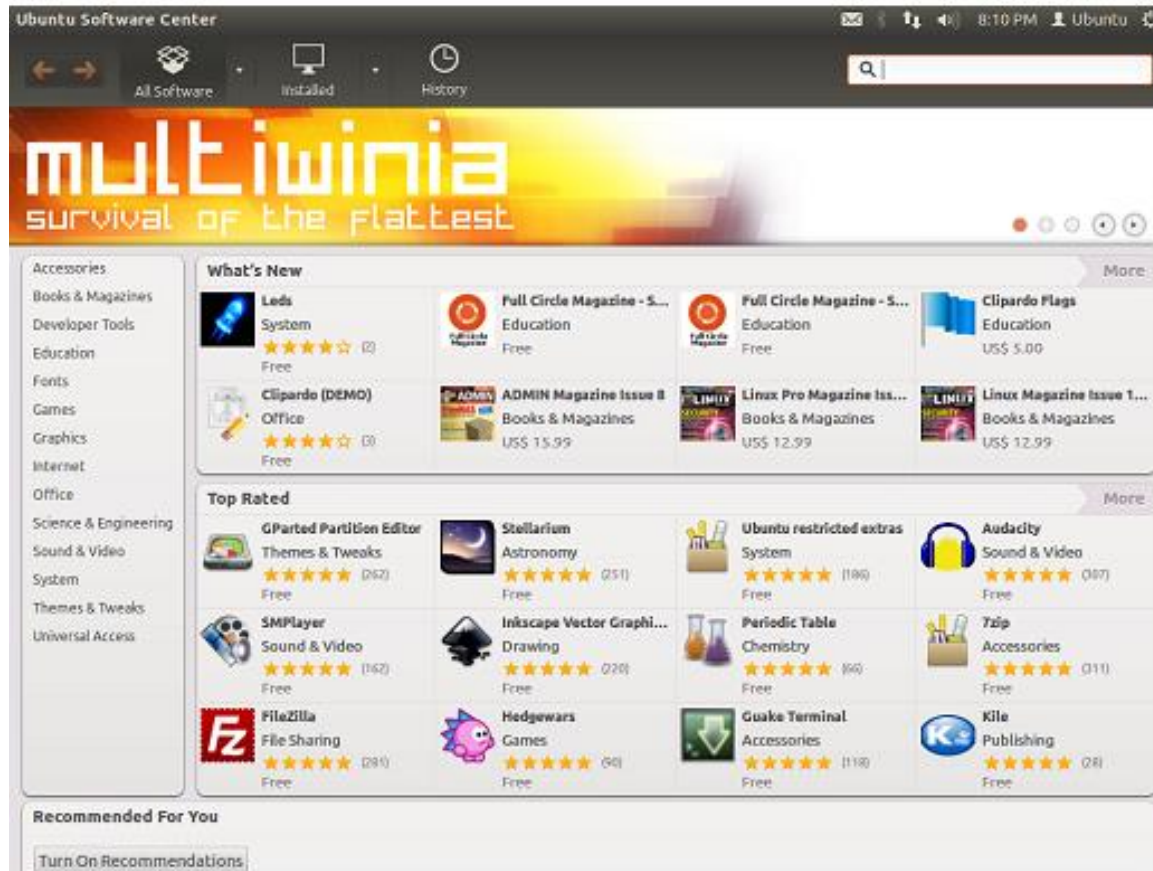 Ubuntu Software Center
8:10 PM Ubuntu
All Software
Installed
History
multiwinia
survival of the flattest
Accessories
Books & Magazines
Developer Tools
Education
Fonts
Games
Graphics
Internet
Office
Science & Engineering
Sound & Video
System
Themes & Tweaks
Universal Access
What's New
More
Leds
System
(2)
Free
Full Circle Magazine - S...
Education
Free
Full Circle Magazine - S...
Education
Free
Clipardo Flags
Education
US$ 5.00
Clipardo (DEMO)
Office
(3)
Free
ADMIN Magazine Issue 8
Books & Magazines
US$ 15.99
Linux Pro Magazine Iss...
Books & Magazines
US$ 12.99
Linux Magazine Issue 1...
Books & Magazines
US$ 12.99
Top Rated
More
GParted Partition Editor
Themes & Tweaks
(262)
Free
Stellarium
Astronomy
(251)
Free
Ubuntu restricted extras
System
(186)
Free
Audacity
Sound & Video
(307)
Free
SMPlayer
Sound & Video
(162)
Free
Inkscape Vector Graphi...
Drawing
(220)
Free
Periodic Table
Chemistry
(66)
Free
7zip
Accessories
(311)
Free
FileZilla
File Sharing
(281)
Free
Hedgewars
Games
(90)
Free
Guake Terminal
Accessories
(118)
Free
Kile
Publishing
(28)
Free
Recommended For You
Turn On Recommendations